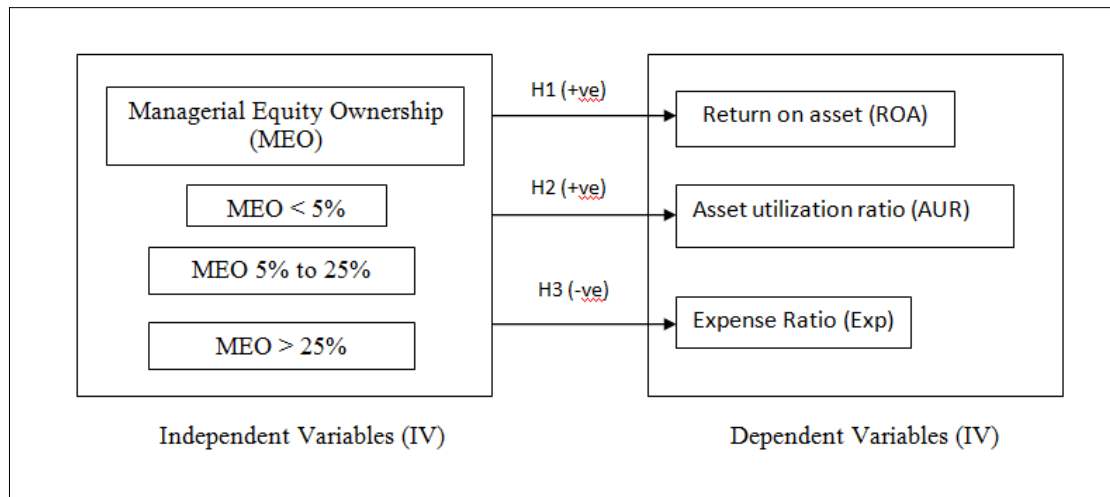 Managerial Equity Ownership
(MEO)
MEO < 5%
MEO 5% to 25%
MEO > 25%
H1 (+ve)
H2 (+ve)
H3 (-ve)
Return on asset (ROA)
Asset utilization ratio (AUR)
Expense Ratio (Exp)
Independent Variables (IV)
Dependent Variables (IV)